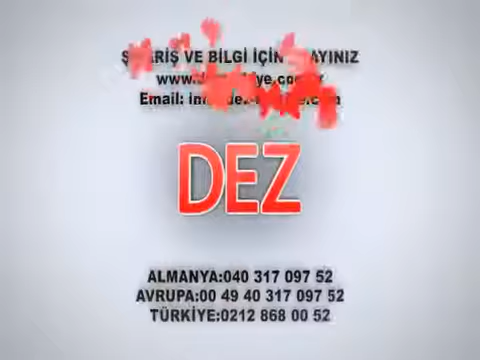 VE BİLGİ İÇİN
Email:
DEZ
ALMANYA:040 317 097 52
AVRUPA:00 49 40 317 097 52
TÜRKİYE:0212 868 00 52